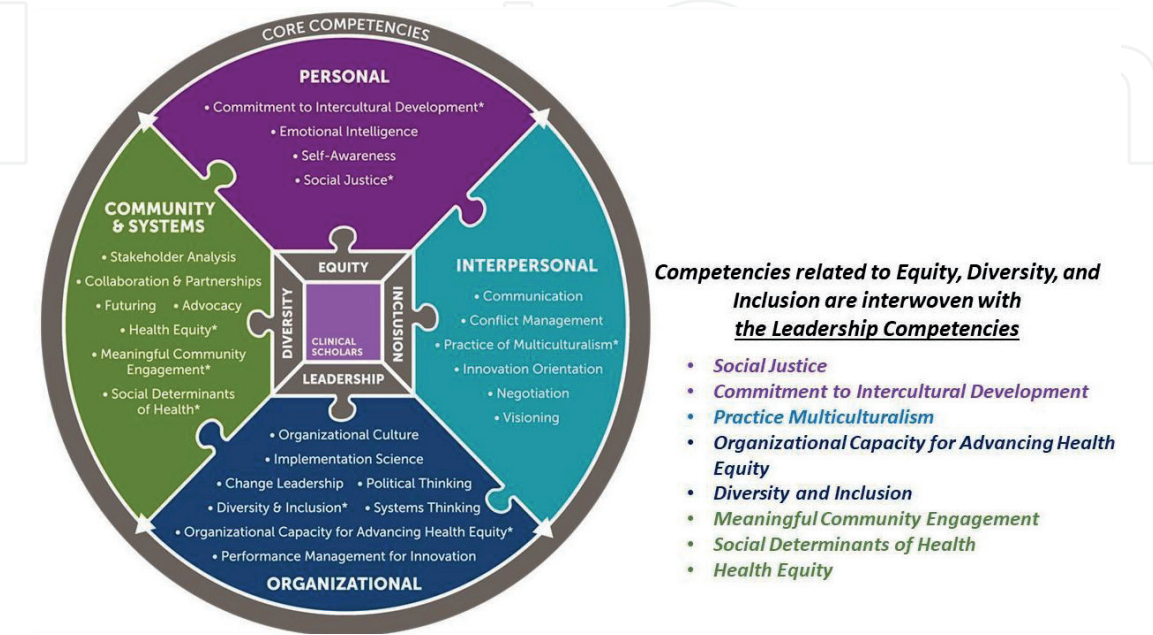 CORE COMPETENCIES
PERSONAL
• Commitment to Intercultural Development*
• Emotional Intelligence
• Self-Awareness
• Social Justice*
COMMUNITY
& SYSTEMS
• Stakeholder Analysis
• Collaboration & Partnerships
• Futuring • Advocacy
• Health Equity*
• Meaningful Community
Engagement*
• Social Determinants
of Health*
EQUITY
DIVERSITY
INCLUSION
CLINICAL
SCHOLARS
LEADERSHIP
INTERPERSONAL
• Communication
• Conflict Management
• Practice of Multiculturalism*
• Innovation Orientation
• Negotiation
• Visioning
• Organizational Culture
• Implementation Science
• Change Leadership • Political Thinking
• Diversity & Inclusion* • Systems Thinking
• Organizational Capacity for Advancing Health Equity*
• Performance Management for Innovation
ORGANIZATIONAL
Competencies related to Equity, Diversity, and
Inclusion are interwoven with
the Leadership Competencies
• Social Justice
• Commitment to Intercultural Development
• Practice Multiculturalism
• Organizational Capacity for Advancing Health
Equity
• Diversity and Inclusion
• Meaningful Community Engagement
• Social Determinants of Health
• Health Equity